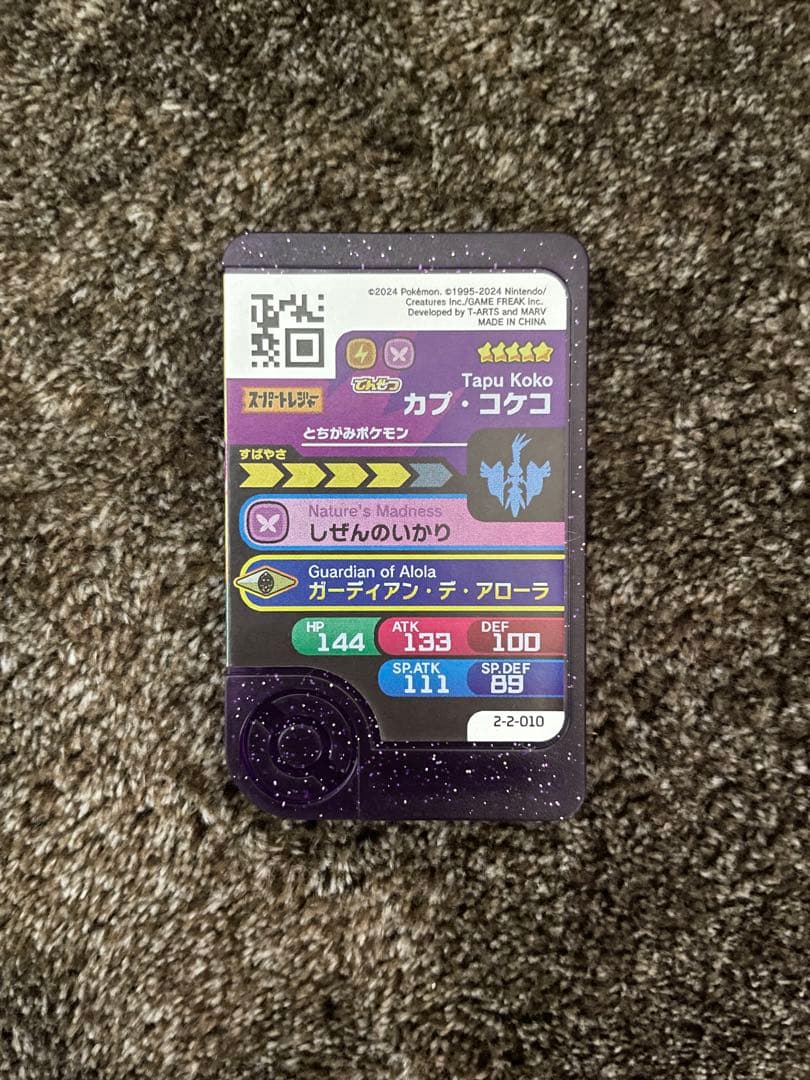 ©2024 Pokémon. ©1995-2024 Nintendo/
Creatures Inc./GAME FREAK inc.
Developed by T-ARTS and MARV
MADE IN CHINA
Tapu Koko
でんせつ
スーパートレジャー
カプ・コケコ
とちがみポケモン
すばやさ
Nature's Madness
しぜんのいかり
Guardian of Alola
ガーディアン・デ・アローラ
HP 144 ATK 133 DEF 100
SP.ATK 111 SP.DEF 89
2-2-010